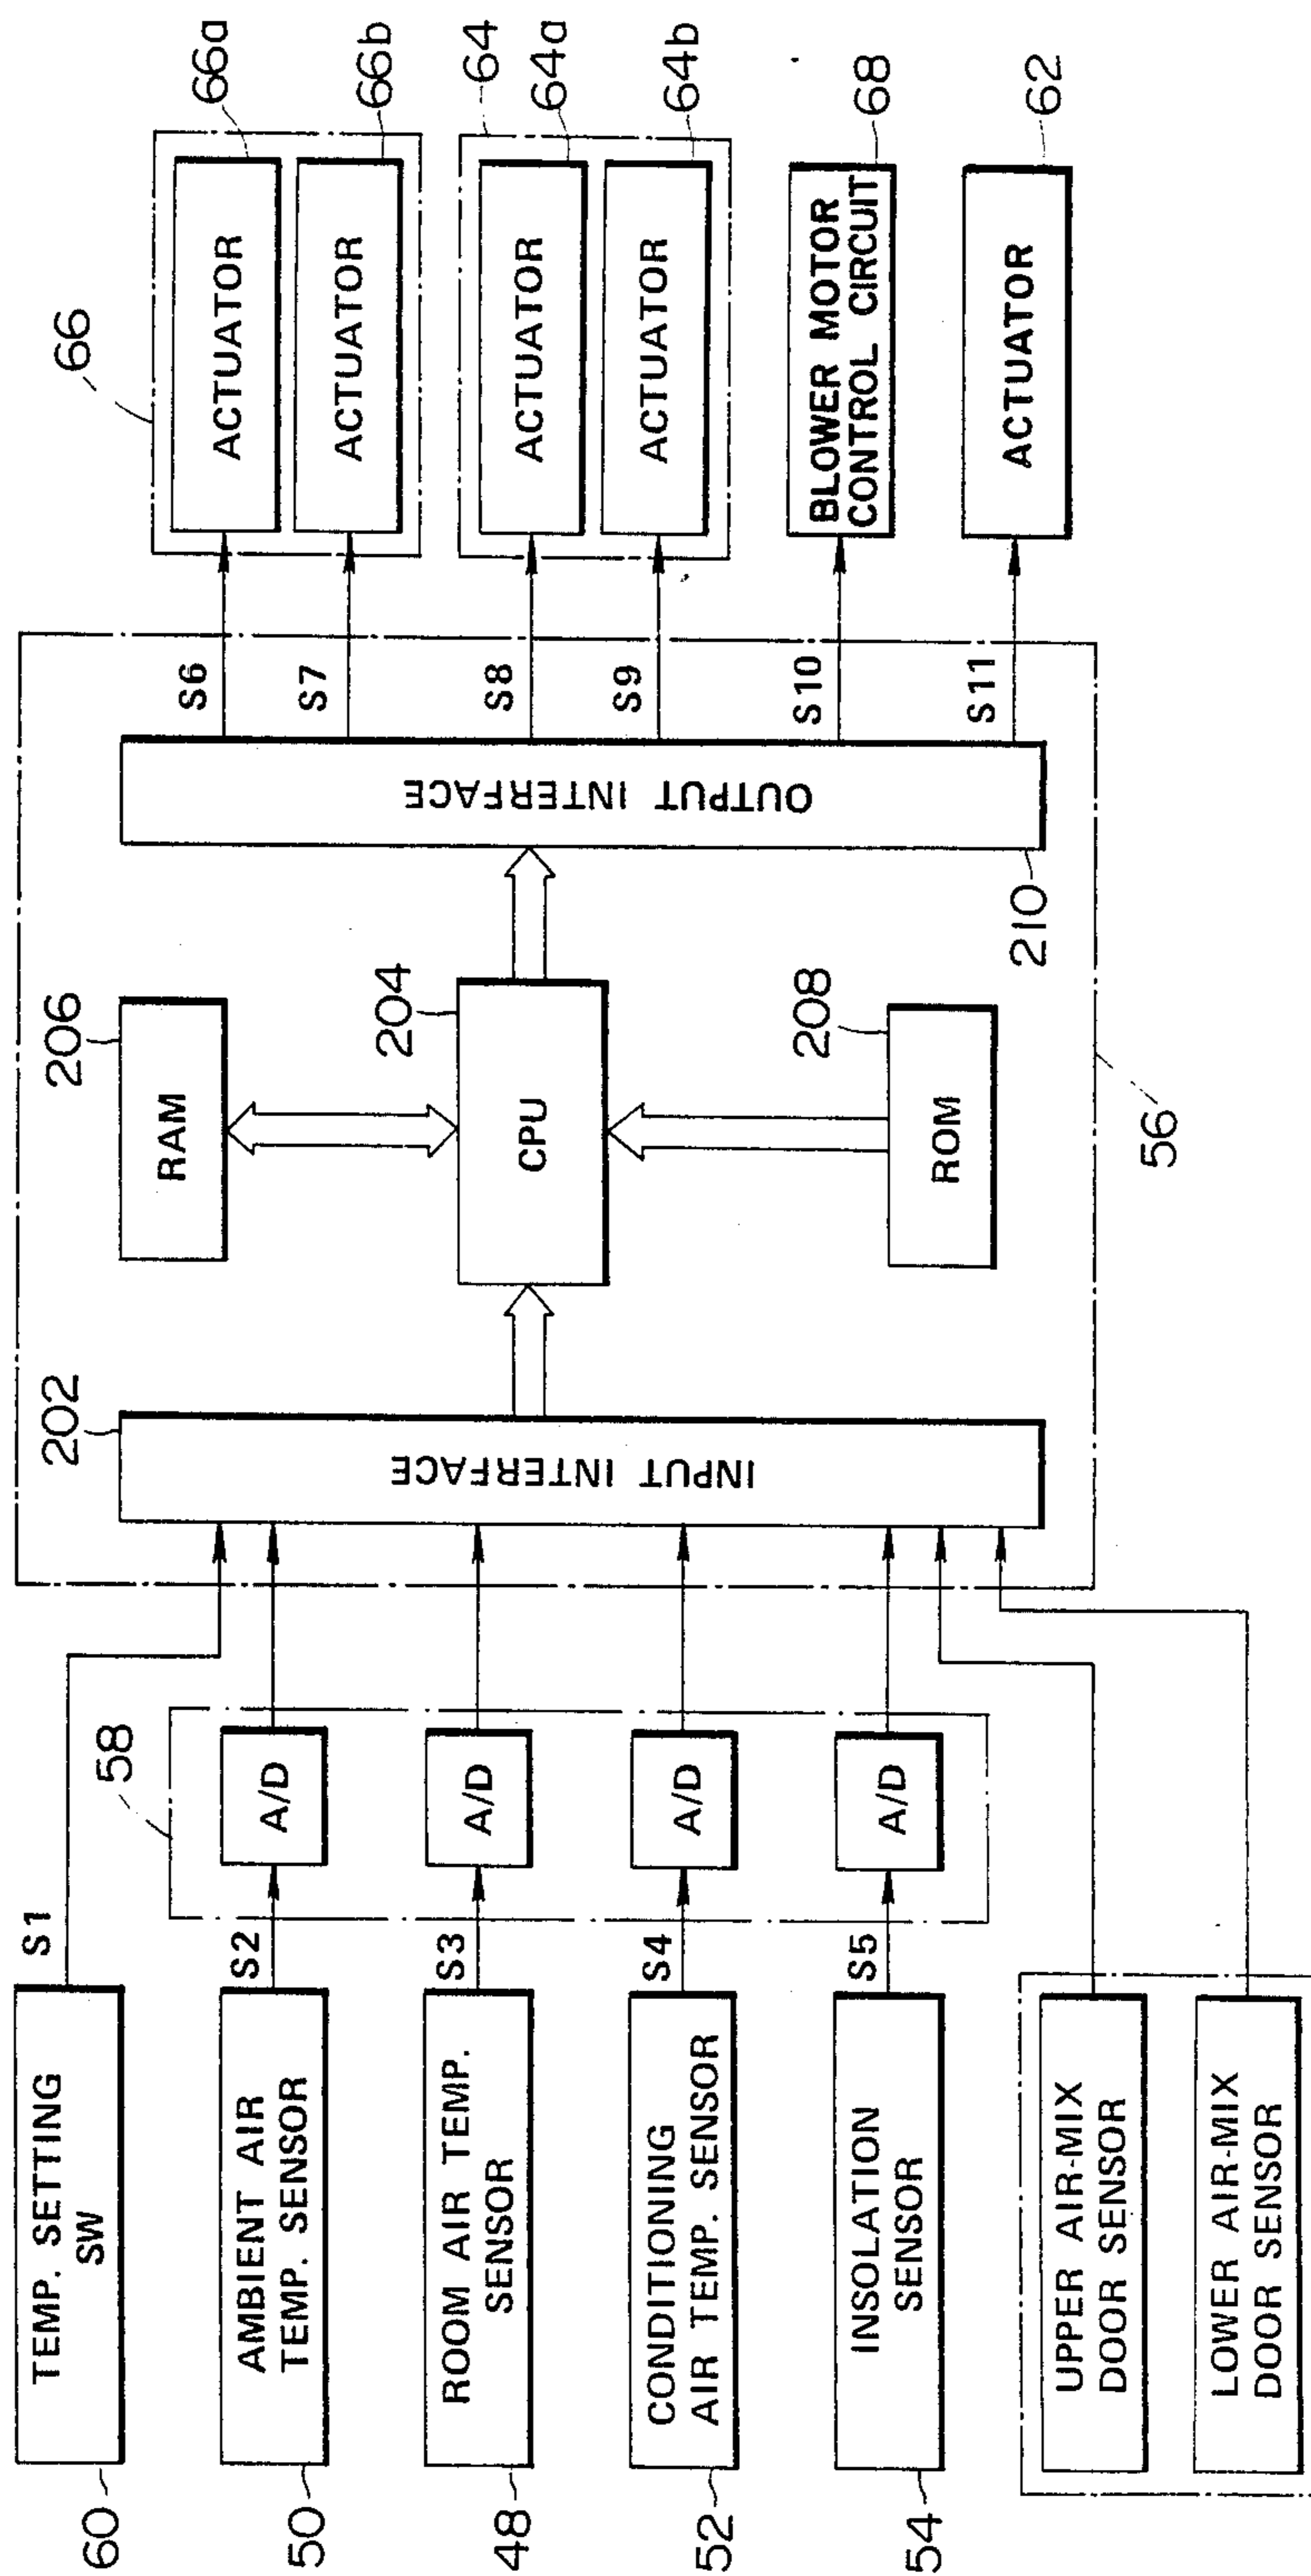 60
TEMP. SETTING
SW
S1
50
AMBIENT AIR
TEMP. SENSOR
S2
A/D
58
48
ROOM AIR TEMP.
SENSOR
S3
A/D
52
CONDITIONING
AIR TEMP. SENSOR
S4
A/D
54
INSOLATION
SENSOR
S5
A/D
UPPER AIR-MIX
DOOR SENSOR
LOWER AIR-MIX
DOOR SENSOR
202
INPUT INTERFACE
206
RAM
204
CPU
208
ROM
56
OUTPUT INTERFACE
210
S6
S7
S8
S9
S10
S11
66
ACTUATOR
66a
ACTUATOR
66b
64
ACTUATOR
64a
ACTUATOR
64b
BLOWER MOTOR
CONTROL CIRCUIT
68
ACTUATOR
62